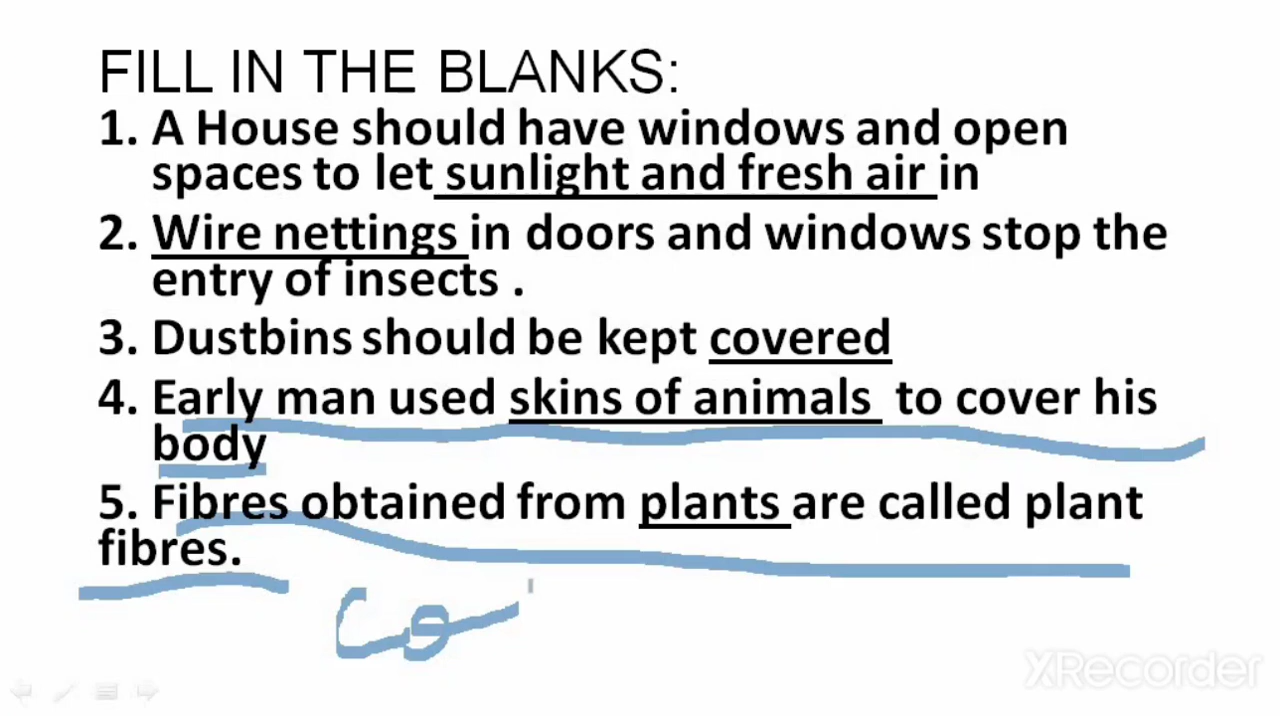 FILL IN THE BLANKS:
1. A House should have windows and open
spaces to let sunlight and fresh air in
2. Wire nettings in doors and windows stop the
entry of insects .
3. Dustbins should be kept covered
4. Early man used skins of animals to cover his
body
5. Fibres obtained from plants are called plant
fibres.
XRecorder